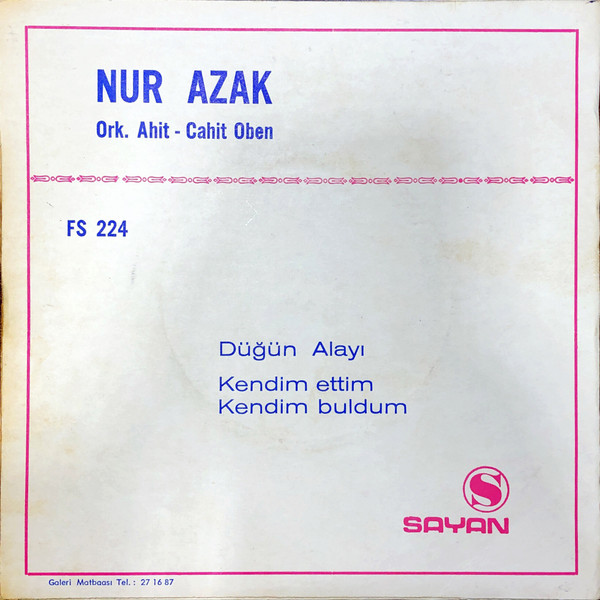 NUR AZAK
Ork. Ahit - Cahit Oben
FS 224
Düğün Alayı
Kendim ettim
Kendim buldum
S
SAYAN
Galeri Matbaası Tel. : 27 16 87